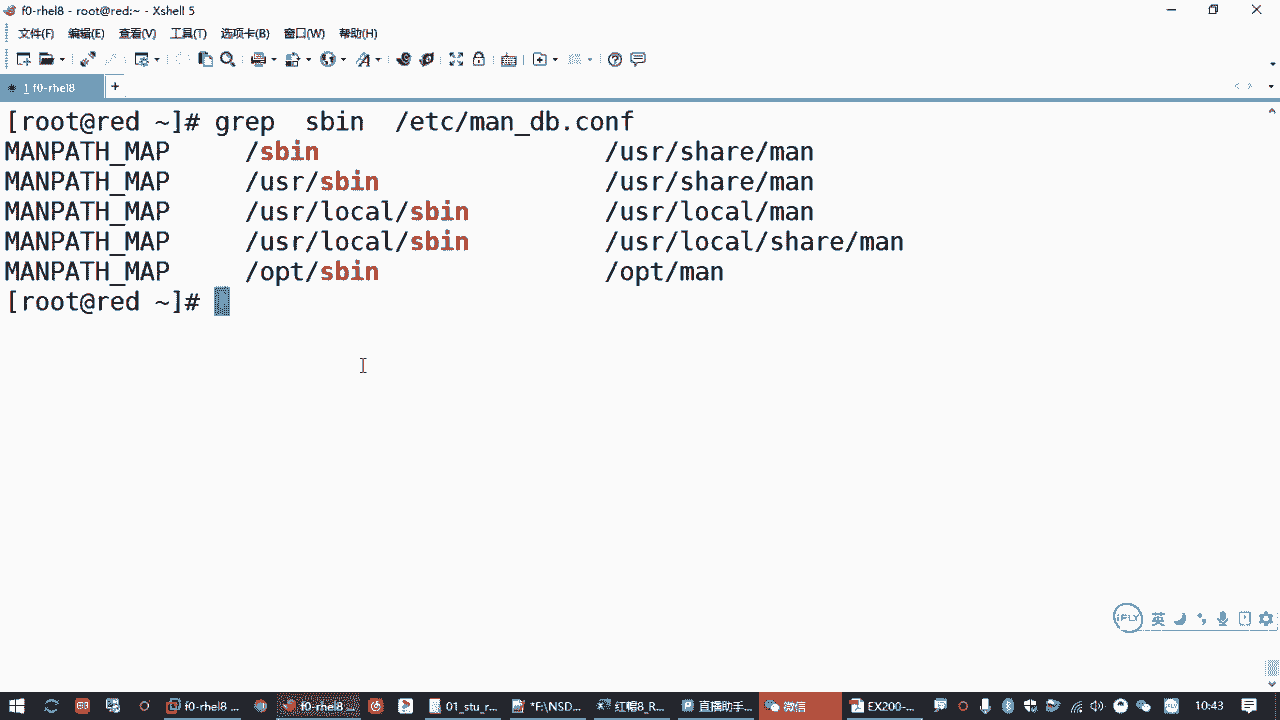 f0-rhel8 - root@red:~ - Xshell 5
文件(F) 编辑(E) 查看(V) 工具(T) 选项卡(B) 窗口(W) 帮助(H)
1 f0-rhel8
[root@red ~]# grep  sbin  /etc/man_db.conf
MANPATH_MAP     /sbin                   /usr/share/man
MANPATH_MAP     /usr/sbin               /usr/share/man
MANPATH_MAP     /usr/local/sbin         /usr/local/man
MANPATH_MAP     /usr/local/sbin         /usr/local/share/man
MANPATH_MAP     /opt/sbin               /opt/man
[root@red ~]#
iFLY 英
f0-rhel8 ... f0-rhel8 ... 01_stu_r... *F:\NSD... 红帽8_R... 直播助手... 微信 EX200-... 10:43